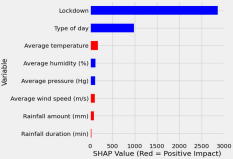 Variable
Lockdown
Type of day
Average temperature
Average humidity (%)
Average pressure (Hg)
Average wind speed (m/s)
Rainfall amount (mm)
Rainfall duration (min)
0 500 1000 1500 2000 2500 3000
SHAP Value (Red = Positive Impact)